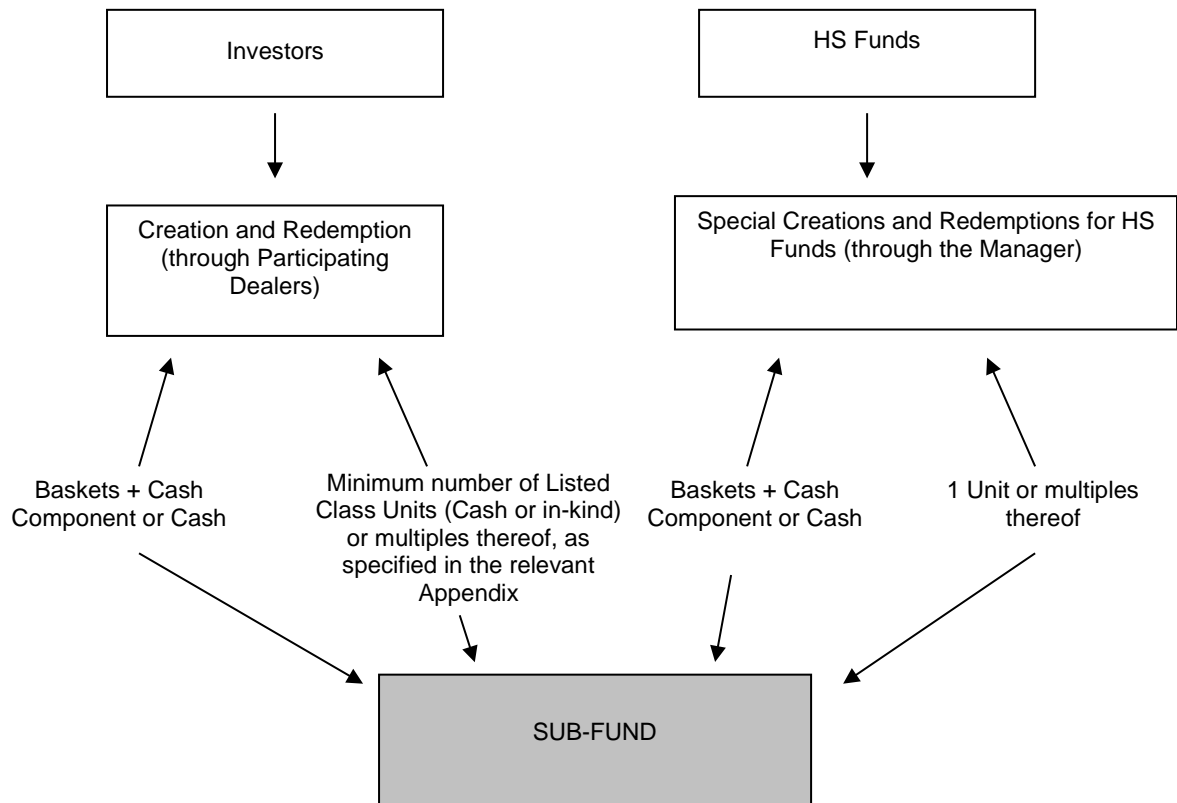 Investors
HS Funds
Creation and Redemption
(through Participating
Dealers)
Special Creations and Redemptions for HS
Funds (through the Manager)
Baskets + Cash
Component or Cash
Minimum number of Listed
Class Units (Cash or in-kind)
or multiples thereof, as
specified in the relevant
Appendix
Baskets + Cash
Component or Cash
1 Unit or multiples
thereof
SUB-FUND